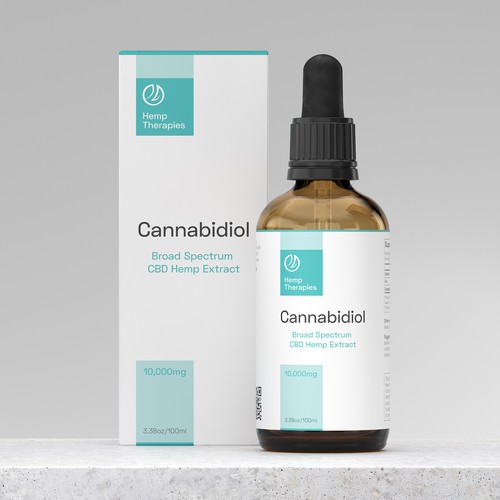 Hemp
Therapies
Cannabidiol
Broad Spectrum
CBD Hemp Extract
10,000mg
3.38oz/100ml
Hemp
Therapies
Cannabidiol
Broad Spectrum
CBD Hemp Extract
10,000mg
3.38oz/100ml